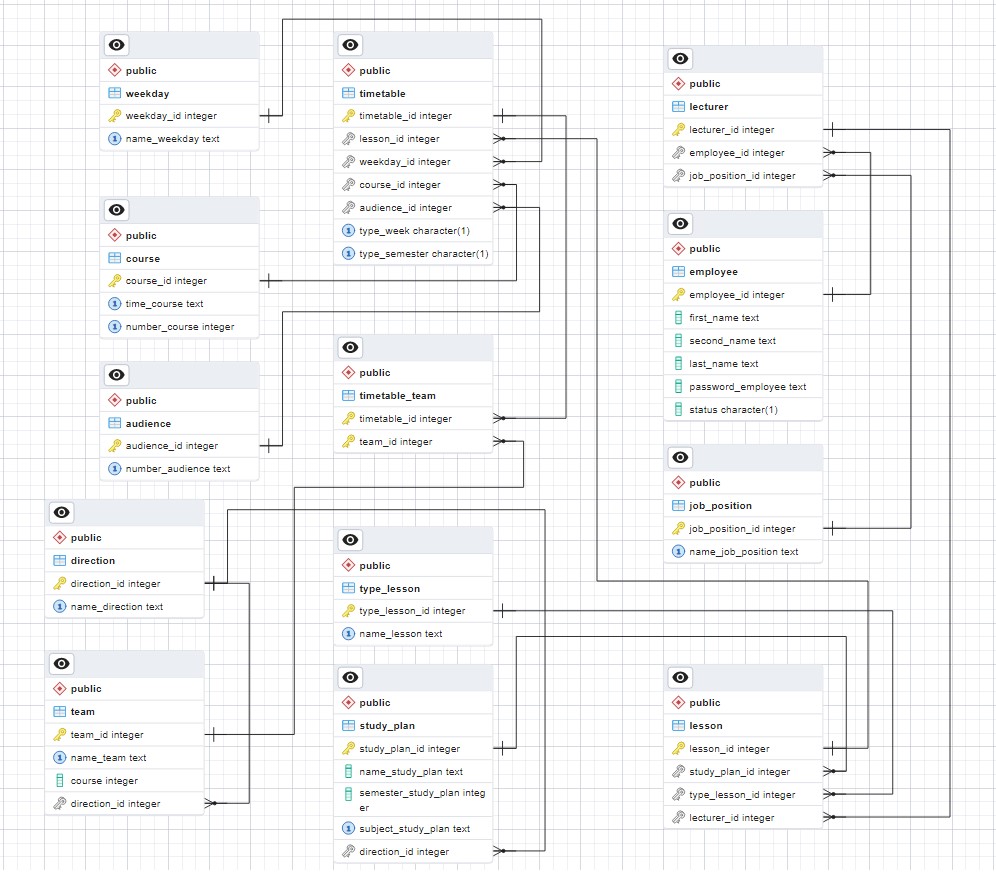 public
weekday
weekday_id integer
name_weekday text
public
course
course_id integer
time_course text
number_course integer
public
audience
audience_id integer
number_audience text
public
direction
direction_id integer
name_direction text
public
team
team_id integer
name_team text
course integer
direction_id integer
public
timetable
timetable_id integer
lesson_id integer
weekday_id integer
course_id integer
audience_id integer
type_week character(1)
type_semester character(1)
public
timetable_team
timetable_id integer
team_id integer
public
type_lesson
type_lesson_id integer
name_lesson text
public
study_plan
study_plan_id integer
name_study_plan text
semester_study_plan integ
er
subject_study_plan text
direction_id integer
public
lecturer
lecturer_id integer
employee_id integer
job_position_id integer
public
employee
employee_id integer
first_name text
second_name text
last_name text
password_employee text
status character(1)
public
job_position
job_position_id integer
name_job_position text
public
lesson
lesson_id integer
study_plan_id integer
type_lesson_id integer
lecturer_id integer